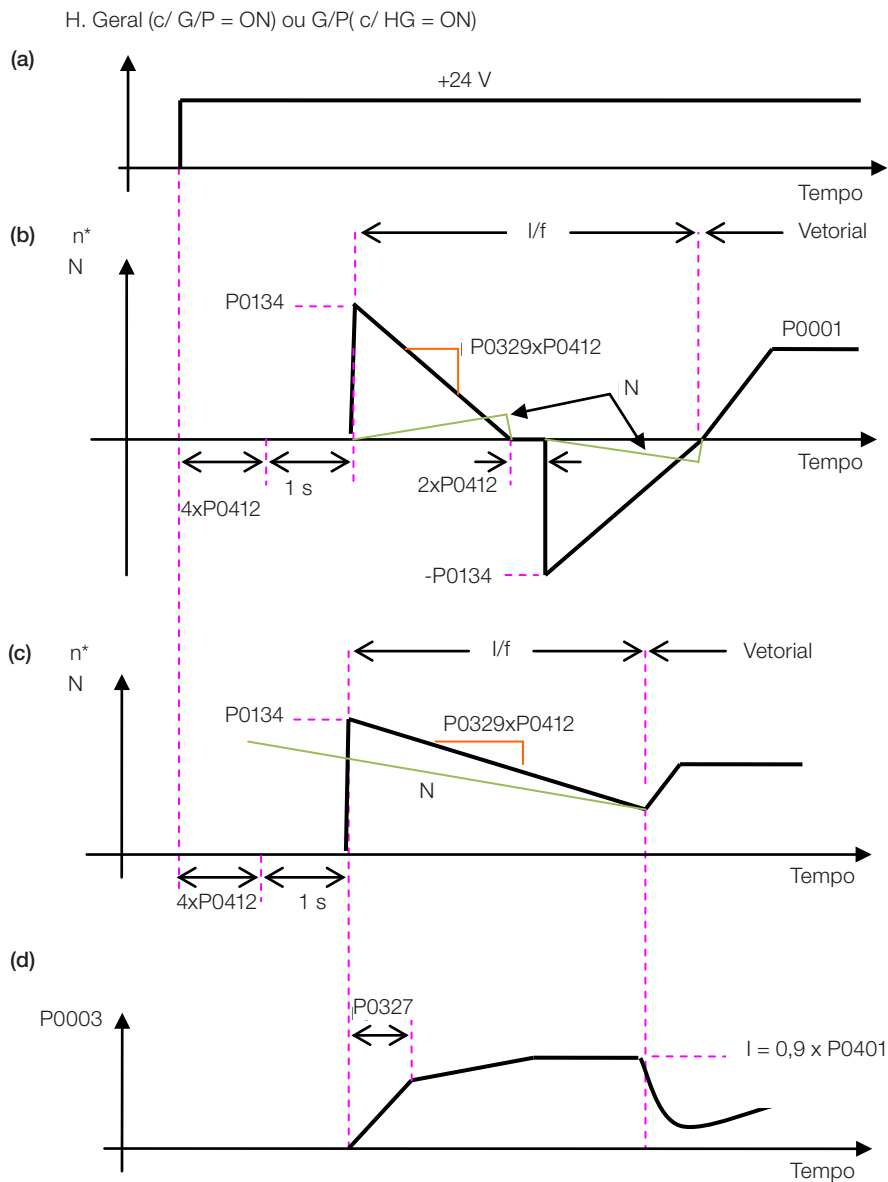 H. Geral (c/ G/P = ON) ou G/P( c/ HG = ON)
(a)
+24 V
Tempo
(b)
n*
N
I/f
Vetorial
P0134
P0329xP0412
P0001
N
Tempo
1 s
4xP0412
2xP0412
-P0134
(c)
n*
N
I/f
Vetorial
P0134
P0329xP0412
N
Tempo
4xP0412
1 s
(d)
P0003
P0327
I = 0,9 x P0401
Tempo